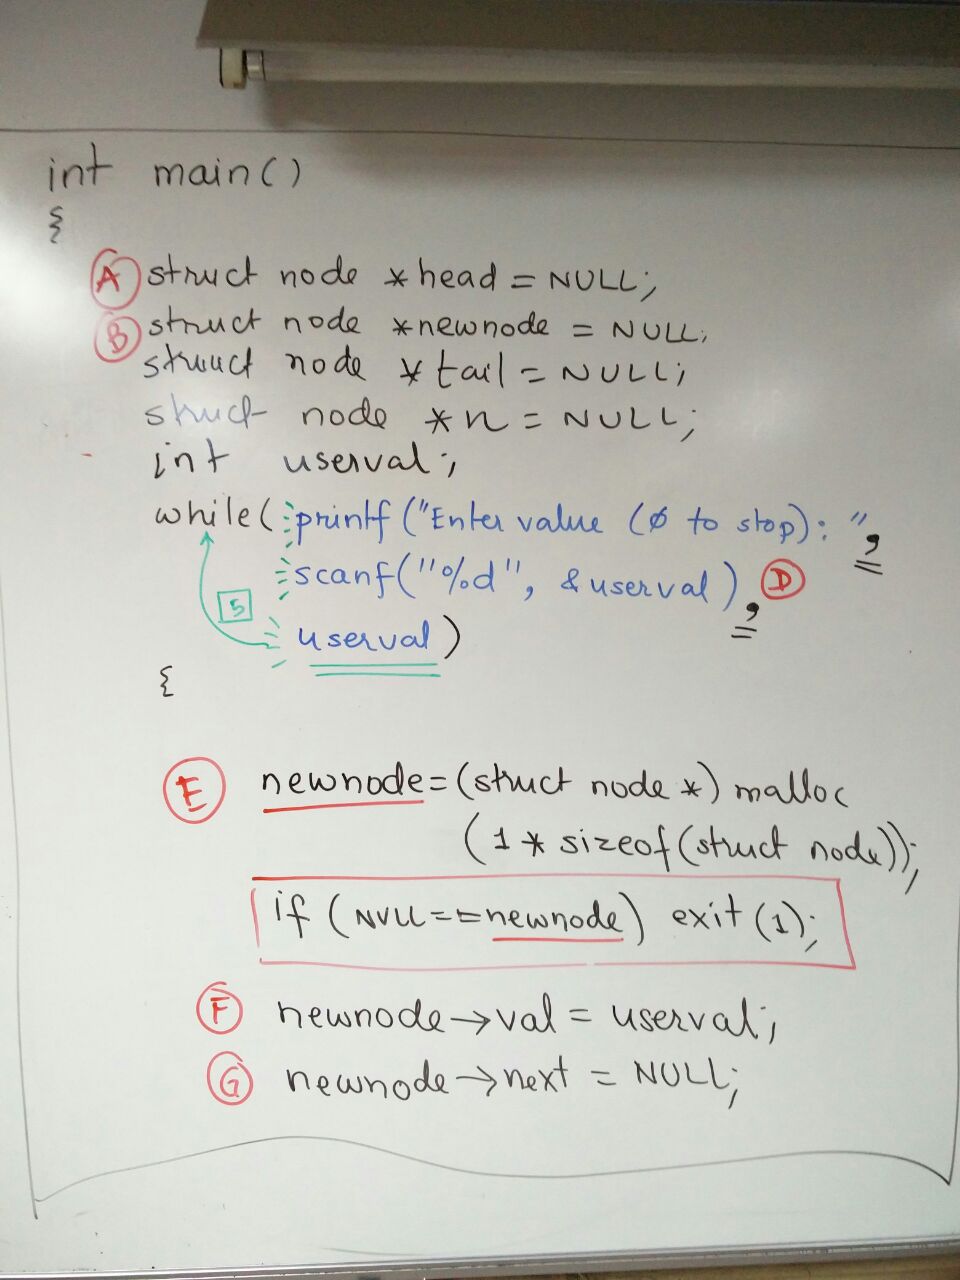 int main()
{
A struct node *head = NULL;
B struct node *newnode = NULL;
struct node *tail = NULL;
struct node *n = NULL;
int userval;
while( printf("Enter value (0 to stop): ",
scanf("%d", &userval), D
5
userval)
{
E newnode=(struct node *) malloc
(1 * sizeof(struct node));
if (NULL==newnode) exit (1);
F newnode→val = userval;
G newnode→next = NULL;